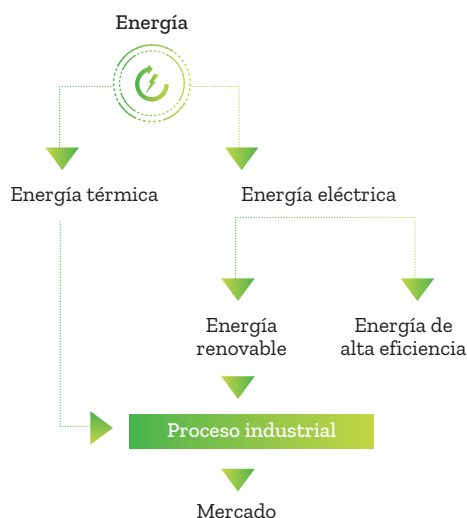 Energía
Energía térmica
Energía eléctrica
Energía
renovable
Energía de
alta eficiencia
Proceso industrial
Mercado